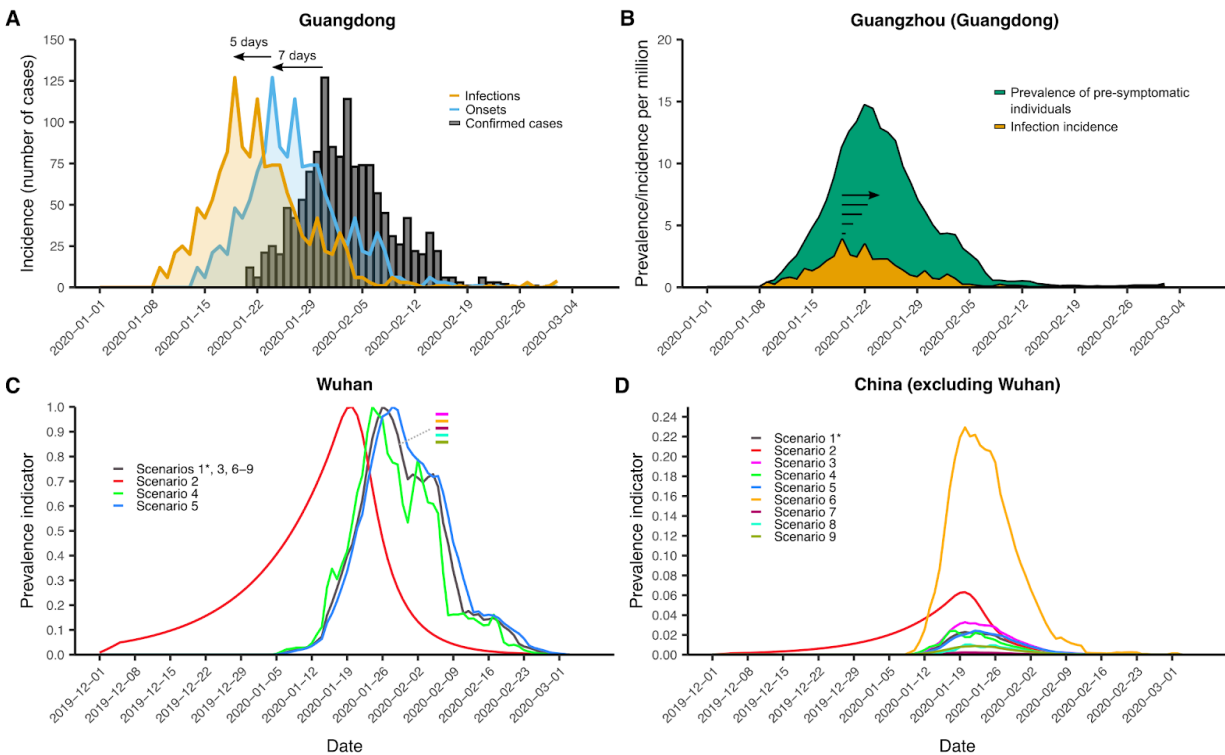 A
Guangdong
Incidence (number of cases)
150
125
100
75
50
25
0
5 days
7 days
Infections
Onsets
Confirmed cases
2020−01−01
2020−01−08
2020−01−15
2020−01−22
2020−01−29
2020−02−05
2020−02−12
2020−02−19
2020−02−26
2020−03−04
B
Guangzhou (Guangdong)
Prevalence/incidence per million
20
15
10
5
0
Prevalence of pre−symptomatic
individuals
Infection incidence
2020−01−01
2020−01−08
2020−01−15
2020−01−22
2020−01−29
2020−02−05
2020−02−12
2020−02−19
2020−02−26
2020−03−04
C
Wuhan
Prevalence indicator
1.0
0.9
0.8
0.7
0.6
0.5
0.4
0.3
0.2
0.1
0.0
Scenarios 1*, 3, 6−9
Scenario 2
Scenario 4
Scenario 5
2019−12−01
2019−12−08
2019−12−15
2019−12−22
2019−12−29
2020−01−05
2020−01−12
2020−01−19
2020−01−26
2020−02−02
2020−02−09
2020−02−16
2020−02−23
2020−03−01
Date
D
China (excluding Wuhan)
Prevalence indicator
0.24
0.22
0.20
0.18
0.16
0.14
0.12
0.10
0.08
0.06
0.04
0.02
0.00
Scenario 1*
Scenario 2
Scenario 3
Scenario 4
Scenario 5
Scenario 6
Scenario 7
Scenario 8
Scenario 9
2019−12−01
2019−12−08
2019−12−15
2019−12−22
2019−12−29
2020−01−05
2020−01−12
2020−01−19
2020−01−26
2020−02−02
2020−02−09
2020−02−16
2020−02−23
2020−03−01
Date